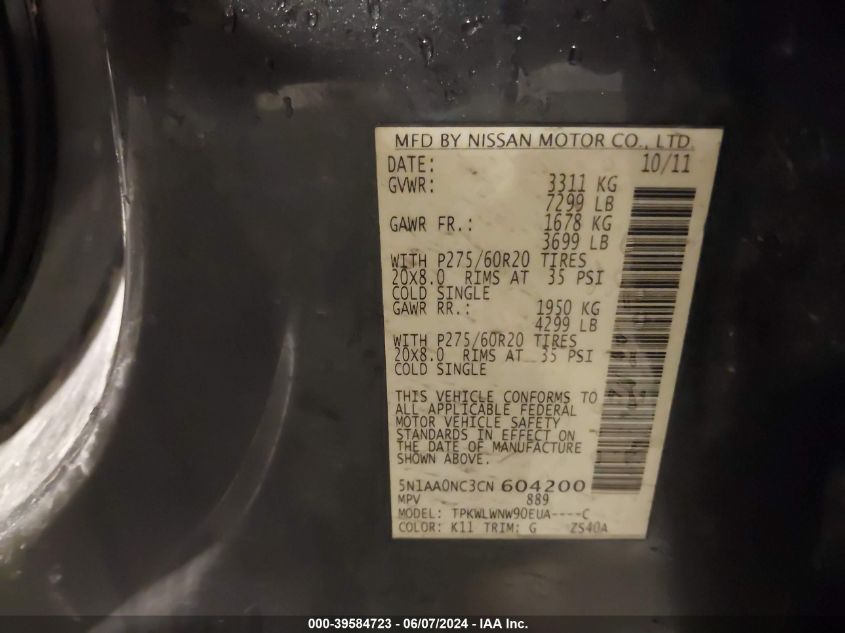 MFD BY NISSAN MOTOR CO., LTD.
DATE: 10/11
GVWR: 3311 KG
7299 LB
GAWR FR.: 1678 KG
3699 LB
WITH P275/60R20 TIRES
20X8.0 RIMS AT 35 PSI
COLD SINGLE
GAWR RR.: 1950 KG
4299 LB
WITH P275/60R20 TIRES
20X8.0 RIMS AT 35 PSI
COLD SINGLE
THIS VEHICLE CONFORMS TO
ALL APPLICABLE FEDERAL
MOTOR VEHICLE SAFETY
STANDARDS IN EFFECT ON
THE DATE OF MANUFACTURE
SHOWN ABOVE.
5N1AA0NC3CN 604200
MPV 889
MODEL: TPKWLWNW90EUA----C
COLOR: K11 TRIM: G ZS40A
000-39584723 - 06/07/2024 - IAA Inc.